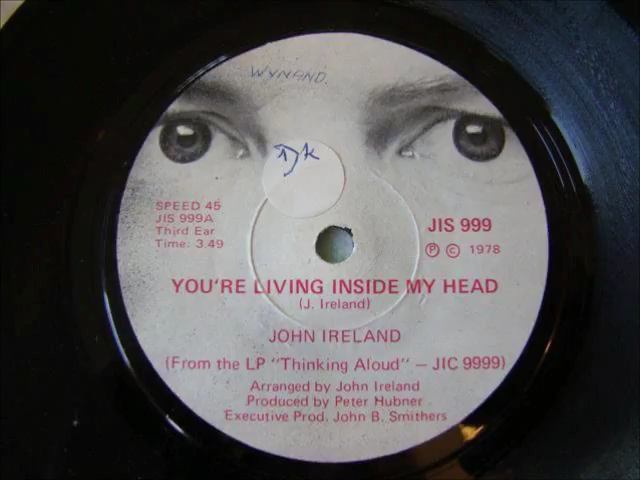 WYNAND.
SPEED 45
JIS 999A
Third Ear
Time: 3.49
JIS 999
Ⓟ © 1978
YOU'RE LIVING INSIDE MY HEAD
(J. Ireland)
JOHN IRELAND
(From the LP "Thinking Aloud" – JIC 9999)
Arranged by John Ireland
Produced by Peter Hubner
Executive Prod. John B. Smithers